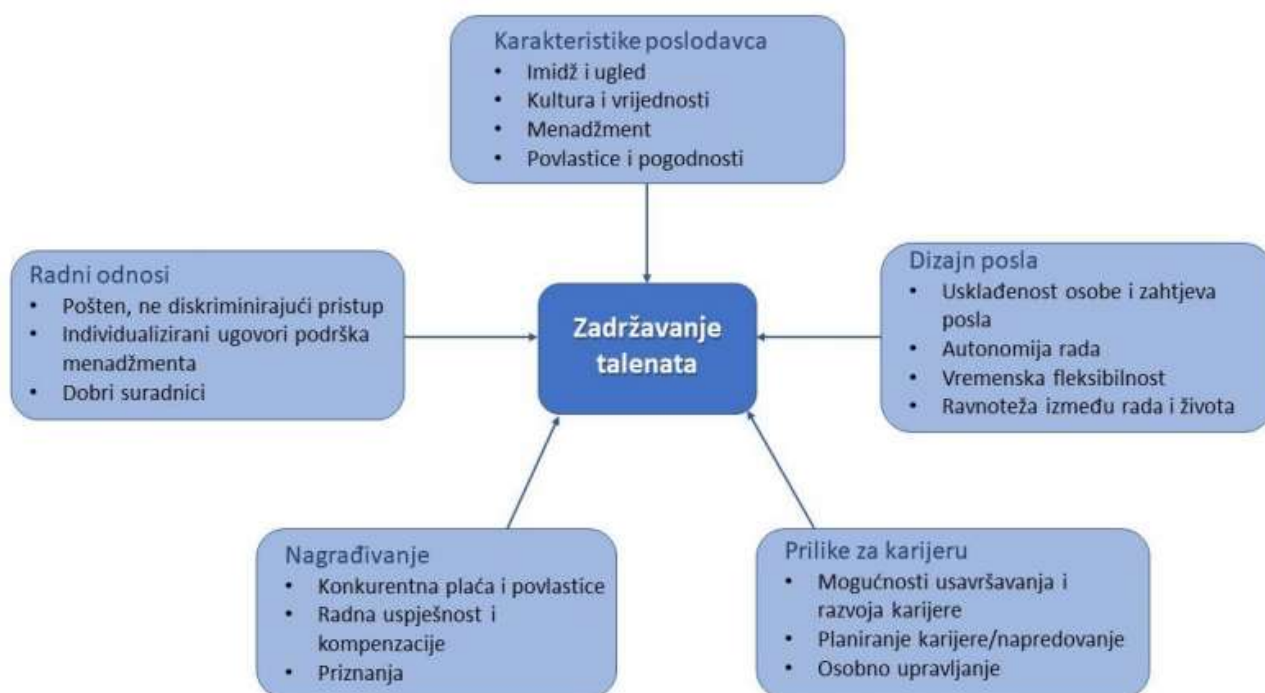 Karakteristike poslodavca
• Imidž i ugled
• Kultura i vrijednosti
• Menadžment
• Povlastice i pogodnosti
Radni odnosi
• Pošten, ne diskriminirajući pristup
• Individualizirani ugovori podrška
menadžmenta
• Dobri suradnici
Zadržavanje
talenata
Dizajn posla
• Usklađenost osobe i zahtjeva
posla
• Autonomija rada
• Vremenska fleksibilnost
• Ravnoteža između rada i života
Nagrađivanje
• Konkurentna plaća i povlastice
• Radna uspješnost i
kompenzacije
• Priznanja
Prilike za karijeru
• Mogućnosti usavršavanja i
razvoja karijere
• Planiranje karijere/napredovanje
• Osobno upravljanje